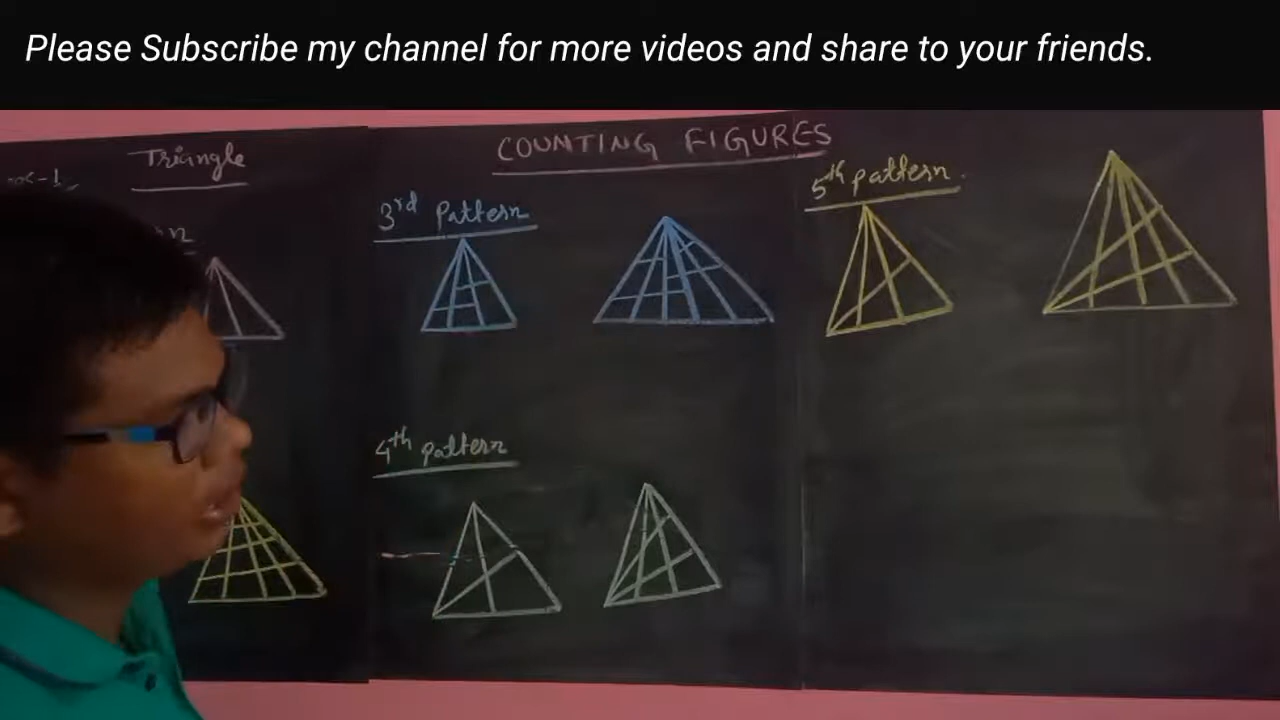 Please Subscribe my channel for more videos and share to your friends.
Triangle
COUNTING FIGURES
3rd Pattern
5th pattern.
4th pattern